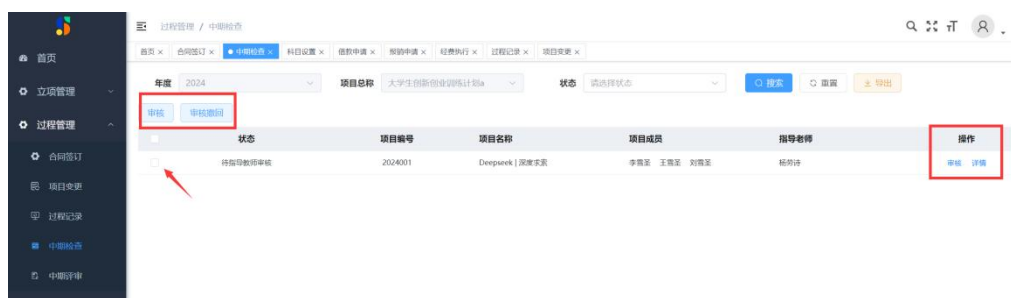 过程管理 / 中期检查
首页 × 合同签订 × 中期检查 × 科目设置 × 借款申请 × 报销申请 × 经费执行 × 过程记录 × 项目变更 ×
首页
立项管理
过程管理
合同签订
项目变更
过程记录
中期检查
中期评审
年度 2024 项目总称 大学生创新创业训练计划a 状态 请选择状态 搜索 重置 导出
审核 审核撤回
状态 项目编号 项目名称 项目成员 指导老师 操作
待指导教师审核 2024001 Deepseek | 深度求索 李雪圣 王雪圣 刘雪圣 杨劳诗 审核 详情